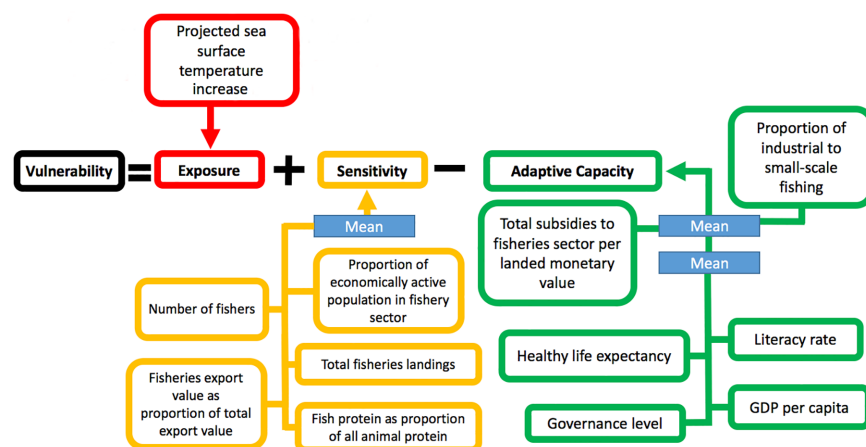 Projected sea
surface
temperature
increase
Vulnerability
=
Exposure
+
Sensitivity
−
Adaptive Capacity
Proportion of
industrial to
small-scale
fishing
Mean
Total subsidies to
fisheries sector per
landed monetary
value
Mean
Mean
Number of fishers
Proportion of
economically active
population in fishery
sector
Total fisheries landings
Healthy life expectancy
Literacy rate
Fisheries export
value as
proportion of total
export value
Fish protein as proportion
of all animal protein
Governance level
GDP per capita